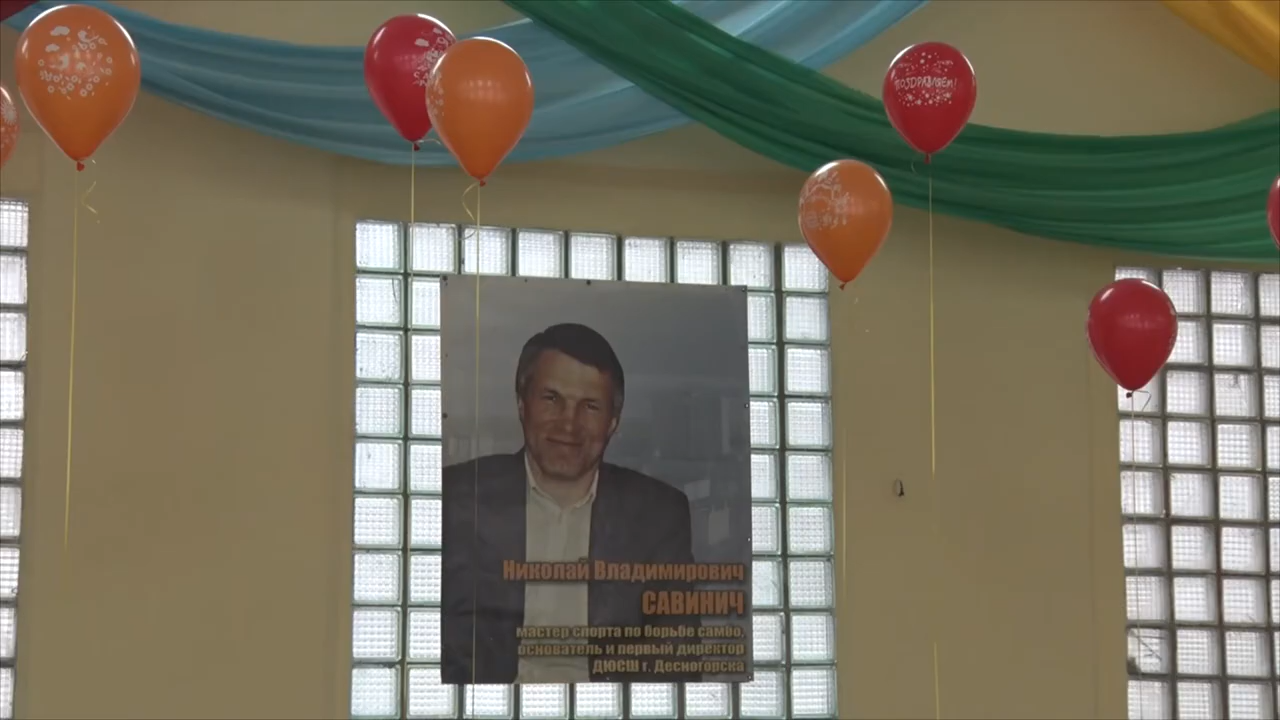 ПОЗДРАВЛЯЕМ!
Николай Владимирович
САВИНИЧ
мастер спорта по борьбе самбо,
основатель и первый директор
ДЮСШ г. Десногорска